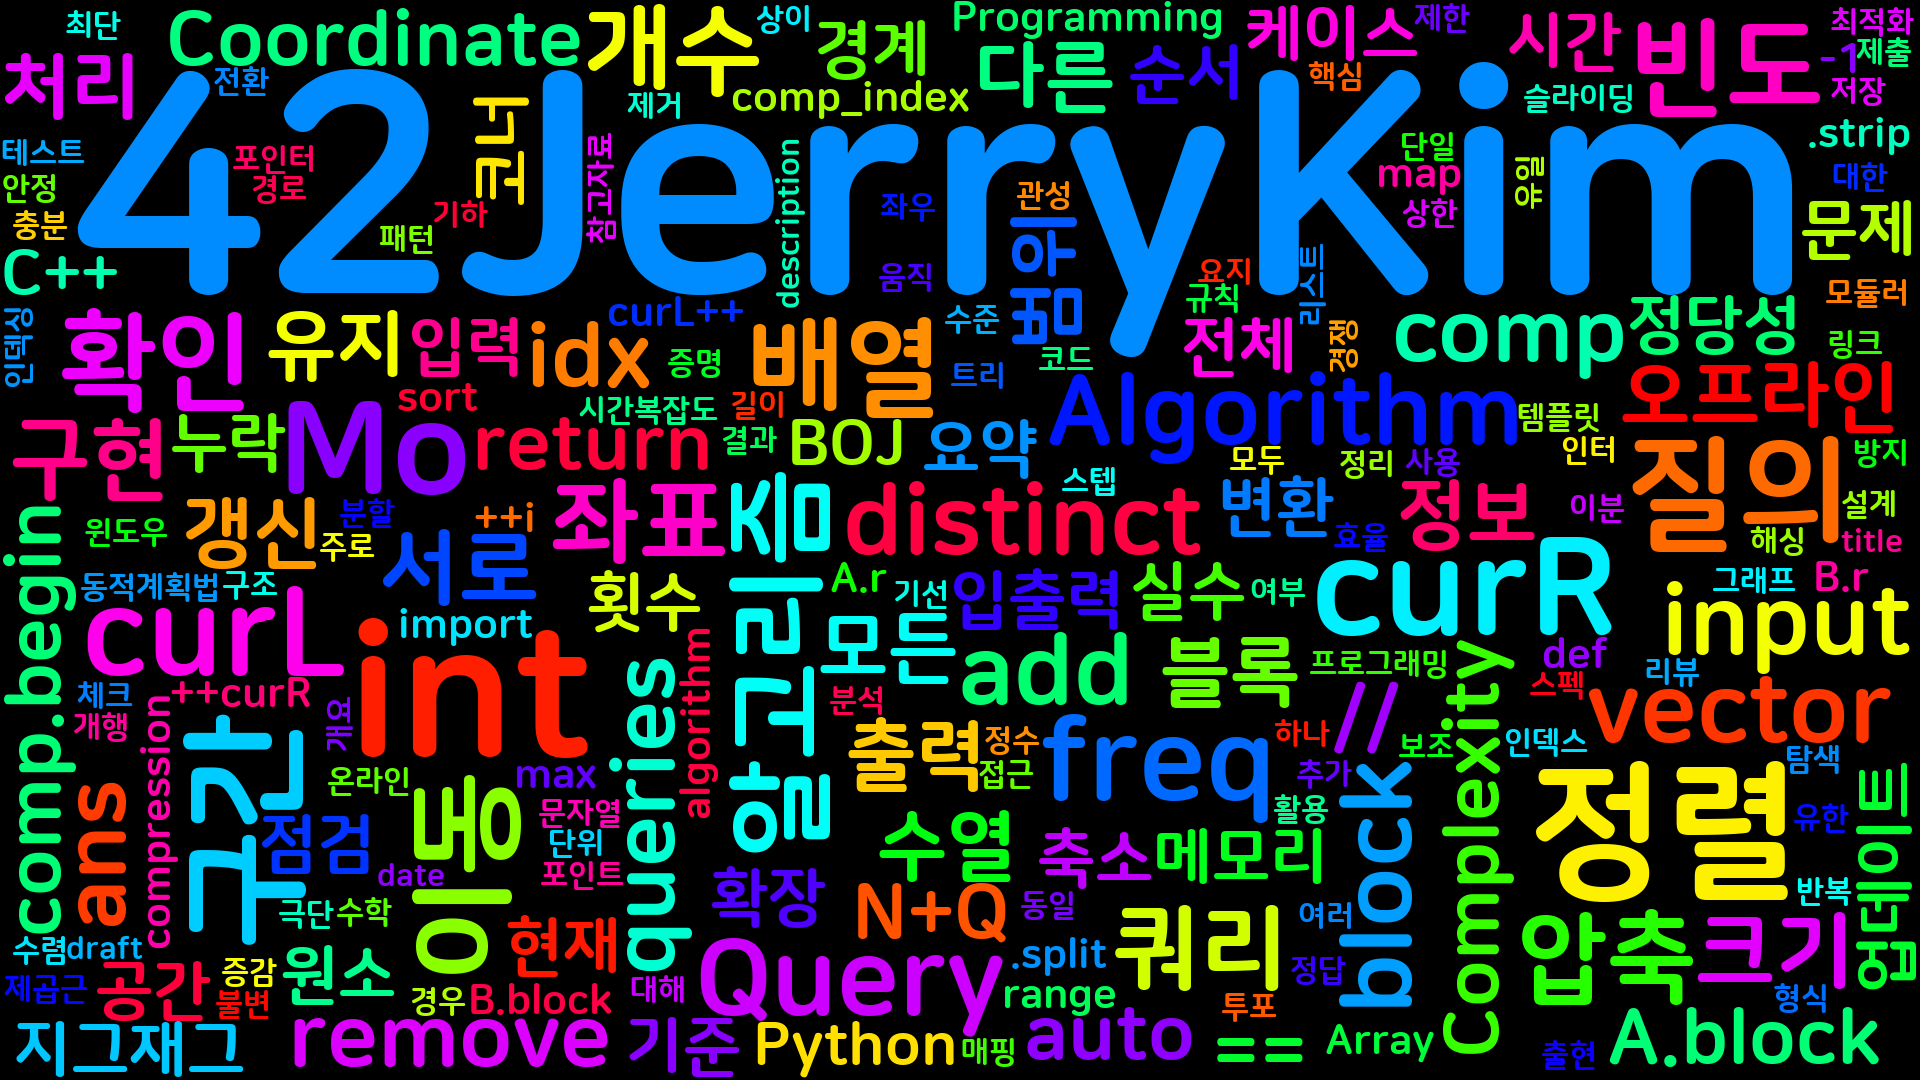 최단
Coordinate
개수
상이
경계
Programming
다른
순서
케이스
제한
시간
빈도
최적화
-1
제출
처리
전환
42JerryKim
코너
제거
comp_index
핵심
슬라이딩
저장
테스트
포인터
참고자료
description
단일
.strip
안정
경로
관성
map
유일
대한
충분
패턴
기하
좌우
범위
상한
문제
C++
움직
요지
규칙
리스트
모듈러
인덱싱
확인
유지
입력
idx
curL++
증명
배열
수준
코드
전체
경쟁
comp
정당성
링크
sort
시간복잡도
길이
트리
Algorithm
템플릿
오프라인
구현
누락
Mo
return
결과
BOJ
요약
모두
정리
사용
인터
질의
방지
윈도우
갱신
분할
주로
++i
서로
좌표
알고리즘
distinct
스텝
변환
효율
정보
이분
설계
해싱
title
comp.begin
동적계획법
구조
curL
import
횟수
A.r
기선
입출력
실수
여부
curR
그래프
B.r
input
체크
++curR
개행
compression
개요
int
queries
algorithm
모든
분석
add
블록
프로그래밍
def
리뷰
스펙
vector
ans
구간
온라인
max
이동
문자열
출력
정수
접근
freq
하나
//
보조
Complexity
인덱스
탐색
추가
점검
단위
활용
block
정렬
유한
업데이트
date
포인트
수열
축소
메모리
극단
수학
확장
N+Q
동일
여러
쿼리
압축
크기
반복
수렴
draft
현재
제곱근
공간
증감
원소
대해
Query
.split
정답
불변
경우
B.block
range
투포
형식
지그재그
remove
기준
Python
매핑
auto
==
Array
출현
A.block